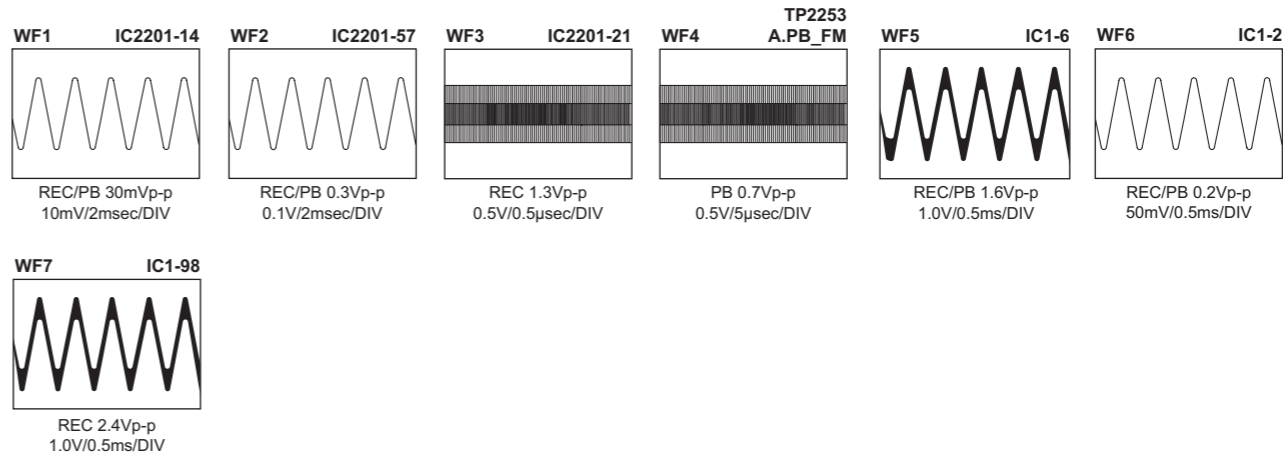 WF1 IC2201-14
REC/PB 30mVp-p
10mV/2msec/DIV
WF2 IC2201-57
REC/PB 0.3Vp-p
0.1V/2msec/DIV
WF3 IC2201-21
REC 1.3Vp-p
0.5V/0.5µsec/DIV
TP2253
WF4 A.PB_FM
PB 0.7Vp-p
0.5V/5µsec/DIV
WF5 IC1-6
REC/PB 1.6Vp-p
1.0V/0.5ms/DIV
WF6 IC1-2
REC/PB 0.2Vp-p
50mV/0.5ms/DIV
WF7 IC1-98
REC 2.4Vp-p
1.0V/0.5ms/DIV